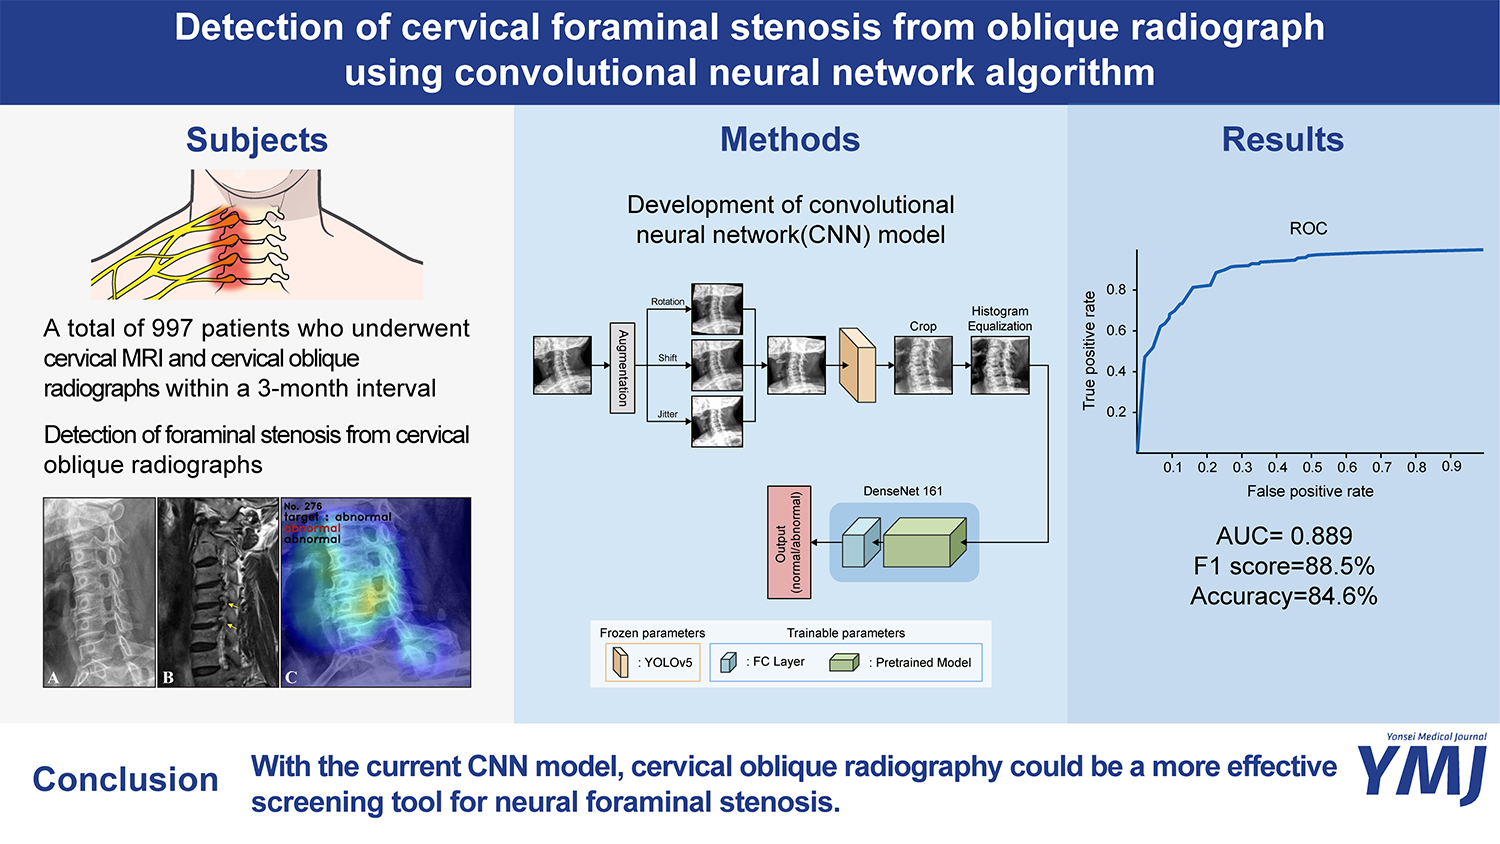 Detection of cervical foraminal stenosis from oblique radiograph
using convolutional neural network algorithm
Subjects
A total of 997 patients who underwent
cervical MRI and cervical oblique
radiographs within a 3-month interval
Detection of foraminal stenosis from cervical
oblique radiographs
A
B
C
No. 276
target : abnormal
abnormal
abnormal
Methods
Development of convolutional
neural network(CNN) model
Augmentation
Rotation
Shift
Jitter
Crop
Histogram
Equalization
DenseNet 161
Output
(normal/abnormal)
Frozen parameters
: YOLOv5
Trainable parameters
: FC Layer
: Pretrained Model
Results
ROC
True positive rate
0.8
0.6
0.4
0.2
0.1 0.2 0.3 0.4 0.5 0.6 0.7 0.8 0.9
False positive rate
AUC= 0.889
F1 score=88.5%
Accuracy=84.6%
Conclusion
With the current CNN model, cervical oblique radiography could be a more effective
screening tool for neural foraminal stenosis.
Yonsei Medical Journal
YMJ